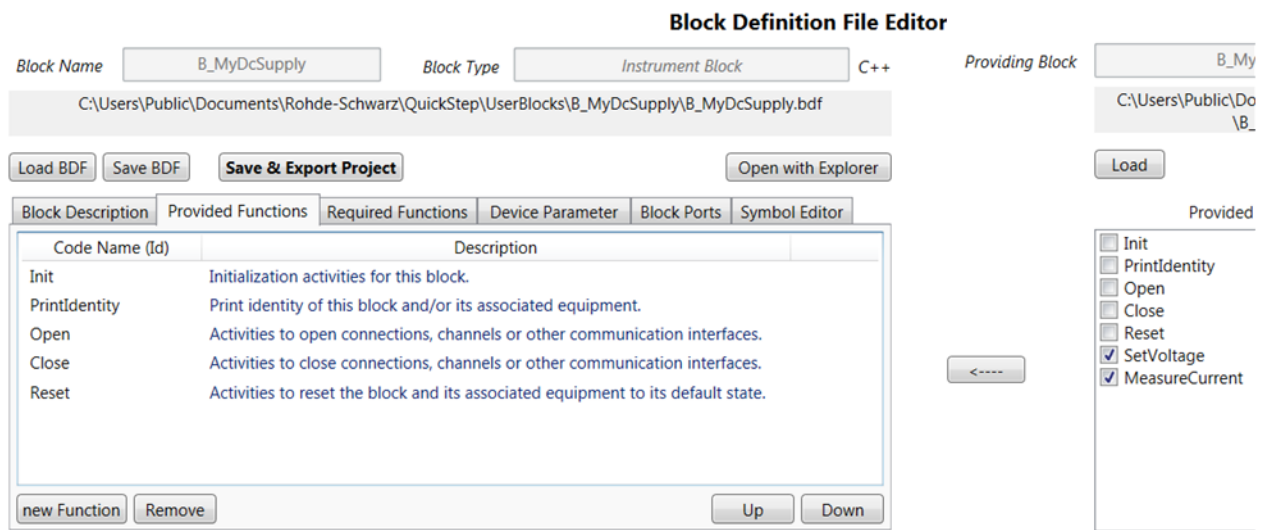 Block Definition File Editor
Block Name B_MyDcSupply Block Type Instrument Block C++ Providing Block B_My
C:\Users\Public\Documents\Rohde-Schwarz\QuickStep\UserBlocks\B_MyDcSupply\B_MyDcSupply.bdf C:\Users\Public\Do
\B_
Load BDF Save BDF Save & Export Project Open with Explorer Load
Block Description Provided Functions Required Functions Device Parameter Block Ports Symbol Editor Provided
Code Name (Id) Description
Init Initialization activities for this block.
PrintIdentity Print identity of this block and/or its associated equipment.
Open Activities to open connections, channels or other communication interfaces.
Close Activities to close connections, channels or other communication interfaces.
Reset Activities to reset the block and its associated equipment to its default state.
new Function Remove Up Down
<----
Init
PrintIdentity
Open
Close
Reset
SetVoltage
MeasureCurrent